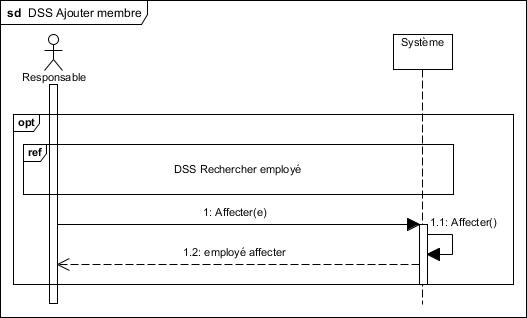 sd DSS Ajouter membre
Responsable
Système
opt
ref
DSS Rechercher employé
1: Affecter(e)
1.1: Affecter()
1.2: employé affecter